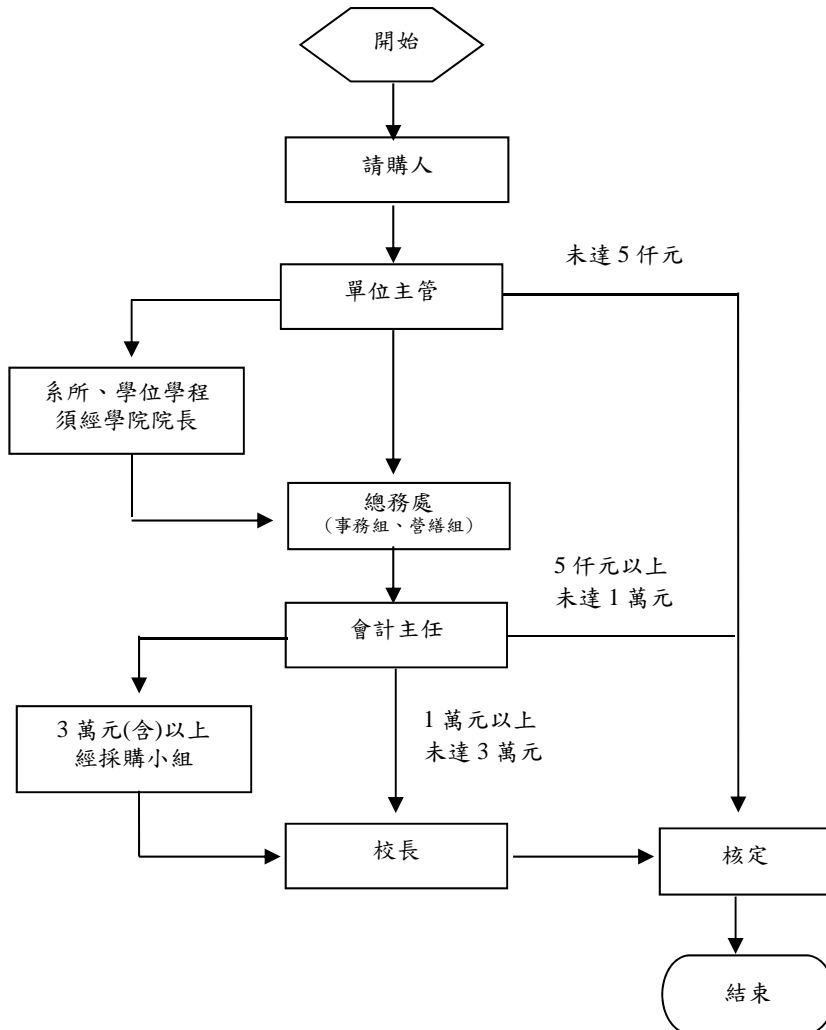 開始
請購人
未達 5 仟元
單位主管
系所、學位學程
須經學院院長
總務處
（事務組、營繕組）
5 仟元以上
未達 1 萬元
會計主任
3 萬元(含)以上
經採購小組
1 萬元以上
未達 3 萬元
校長
核定
結束